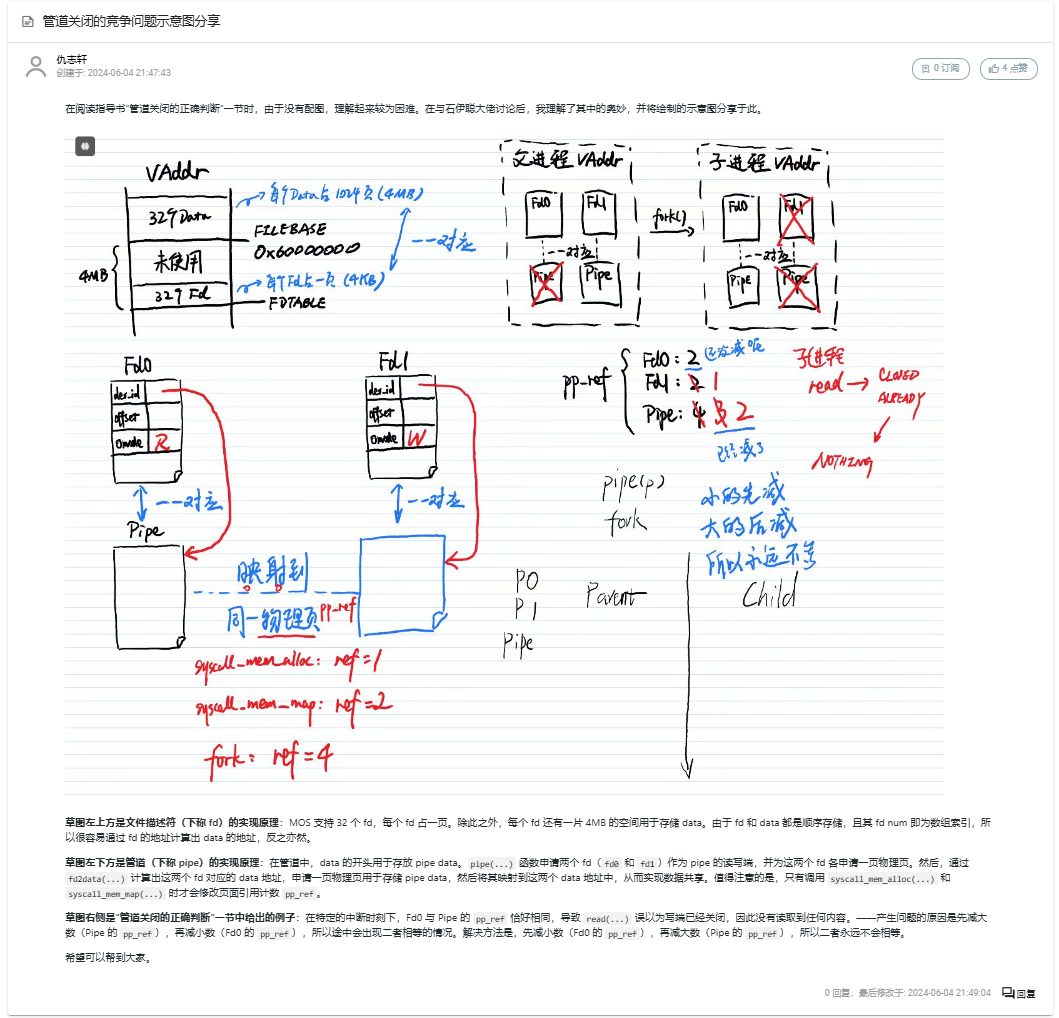 管道关闭的竞争问题示意图分享
仇志轩
创建于: 2024-06-04 21:47:43
0 订阅
4 点赞
在阅读指导书“管道关闭的正确判断”一节时，由于没有配图，理解起来较为困难。在与石伊聪大佬讨论后，我理解了其中的奥妙，并将绘制的示意图分享于此。
VAddr
32个Data
未使用
32个Fd
4MB
每个Data占1024页(4MB)
FILEBASE
0x60000000
每个Fd占一页(4KB)
FDTABLE
一一对应
父进程 VAddr
Fd0
Fd1
一一对应
Pipe
Pipe
fork()
子进程 VAddr
Fd0
Fd1
一一对应
Pipe
Pipe
Fd0
dev_id
offset
Omode R
一一对应
Pipe
Fd1
dev_id
offset
Omode W
一一对应
映射到
同一物理页
pp_ref
syscall_mem_alloc: ref=1
syscall_mem_map: ref=2
fork: ref=4
pp_ref
Fd0: 2 还没减呢
Fd1: 2 1
Pipe: 4 3 2
已经减了
子进程
read → CLOSED
ALREADY
NOTHING
pipe(p)
fork
小的先减
大的后减
所以永远不等
P0
P1
Pipe
Parent
Child
草图左上方是文件描述符（下称 fd）的实现原理：MOS 支持 32 个 fd，每个 fd 占一页。除此之外，每个 fd 还有一片 4MB 的空间用于存储 data。由于 fd 和 data 都是顺序存储，且其 fd num 即为数组索引，所
以很容易通过 fd 的地址计算出 data 的地址，反之亦然。
草图左下方是管道（下称 pipe）的实现原理：在管道中，data 的开头用于存放 pipe data。pipe(...) 函数申请两个 fd（fd0 和 fd1）作为 pipe 的读写端，并为这两个 fd 各申请一页物理页。然后，通过
fd2data(...) 计算出这两个 fd 对应的 data 地址，申请一页物理页用于存储 pipe data，然后将其映射到这两个 data 地址中，从而实现数据共享。值得注意的是，只有调用 syscall_mem_alloc(...) 和
syscall_mem_map(...) 时才会修改页面引用计数 pp_ref。
草图右侧是“管道关闭的正确判断”一节中给出的例子：在特定的中断时刻下，Fd0 与 Pipe 的 pp_ref 恰好相同，导致 read(...) 误以为写端已经关闭，因此没有读取到任何内容。——产生问题的原因是先减大
数（Pipe 的 pp_ref），再减小数（Fd0 的 pp_ref），所以途中会出现二者相等的情况。解决方法是，先减小数（Fd0 的 pp_ref），再减大数（Pipe 的 pp_ref），所以二者永远不会相等。
希望可以帮到大家。
0 回复，最后修改于: 2024-06-04 21:49:04
回复